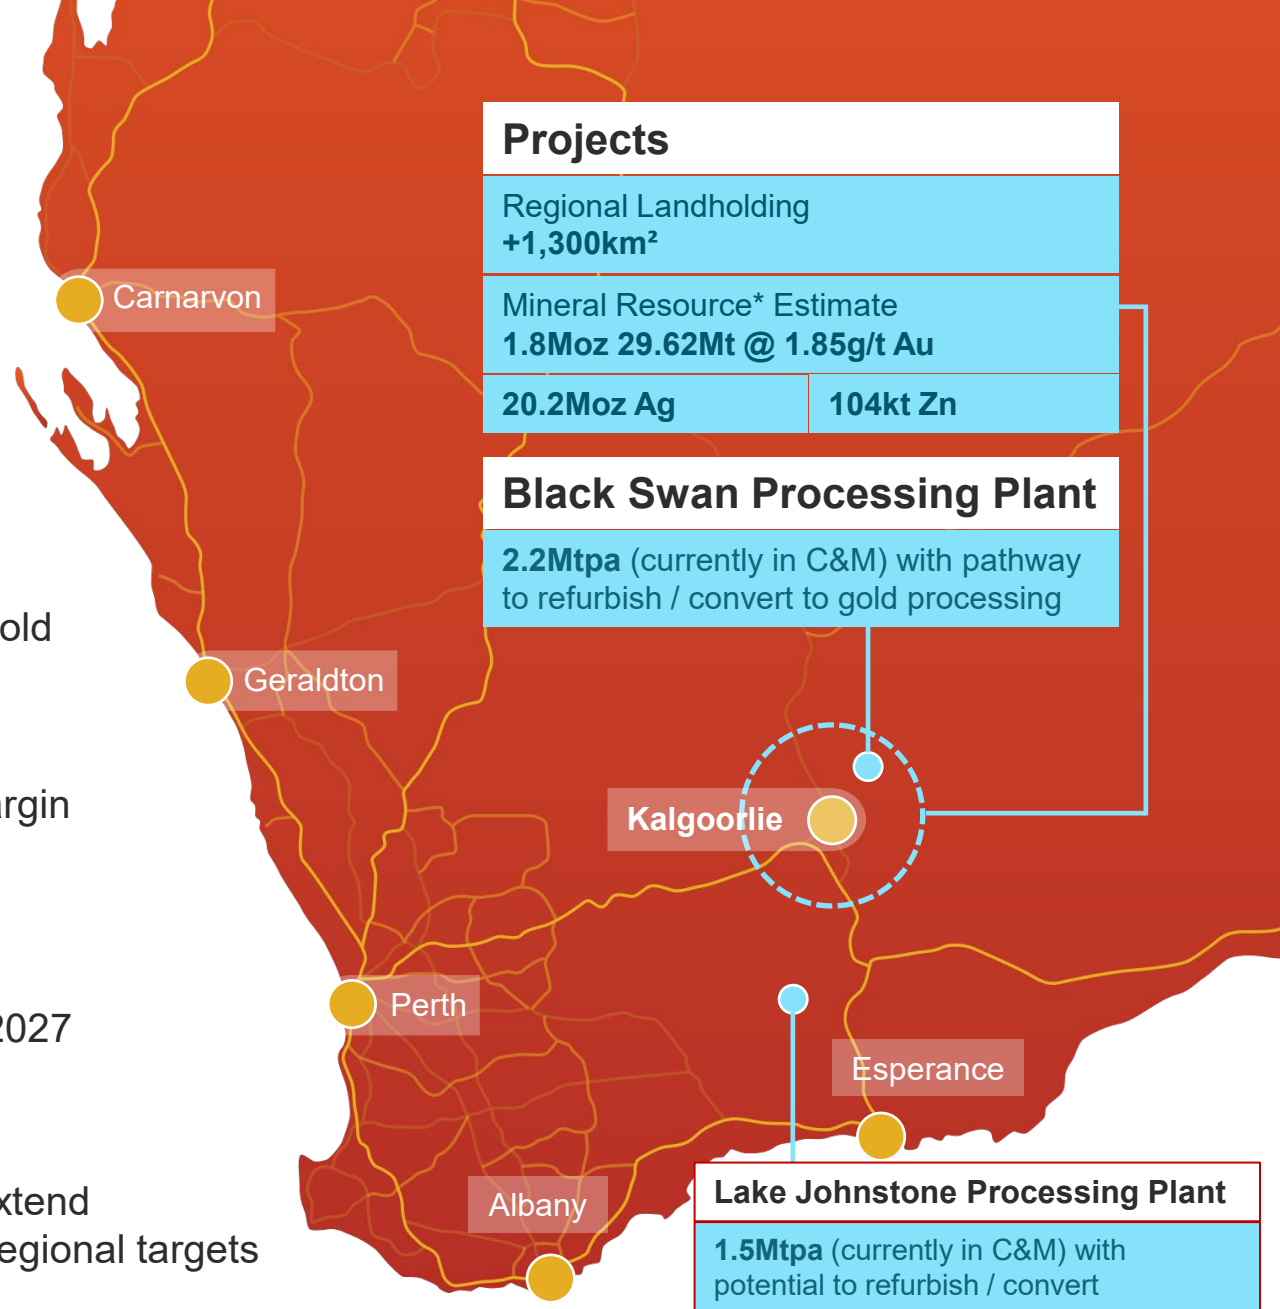 Projects
Regional Landholding
+1,300km²
Mineral Resource* Estimate
1.8Moz 29.62Mt @ 1.85g/t Au
20.2Moz Ag
104kt Zn
Carnarvon
Black Swan Processing Plant
2.2Mtpa (currently in C&M) with pathway
to refurbish / convert to gold processing
old
Geraldton
argin
Kalgoorlie
Perth
2027
Esperance
xtend
egional targets
Albany
Lake Johnstone Processing Plant
1.5Mtpa (currently in C&M) with
potential to refurbish / convert